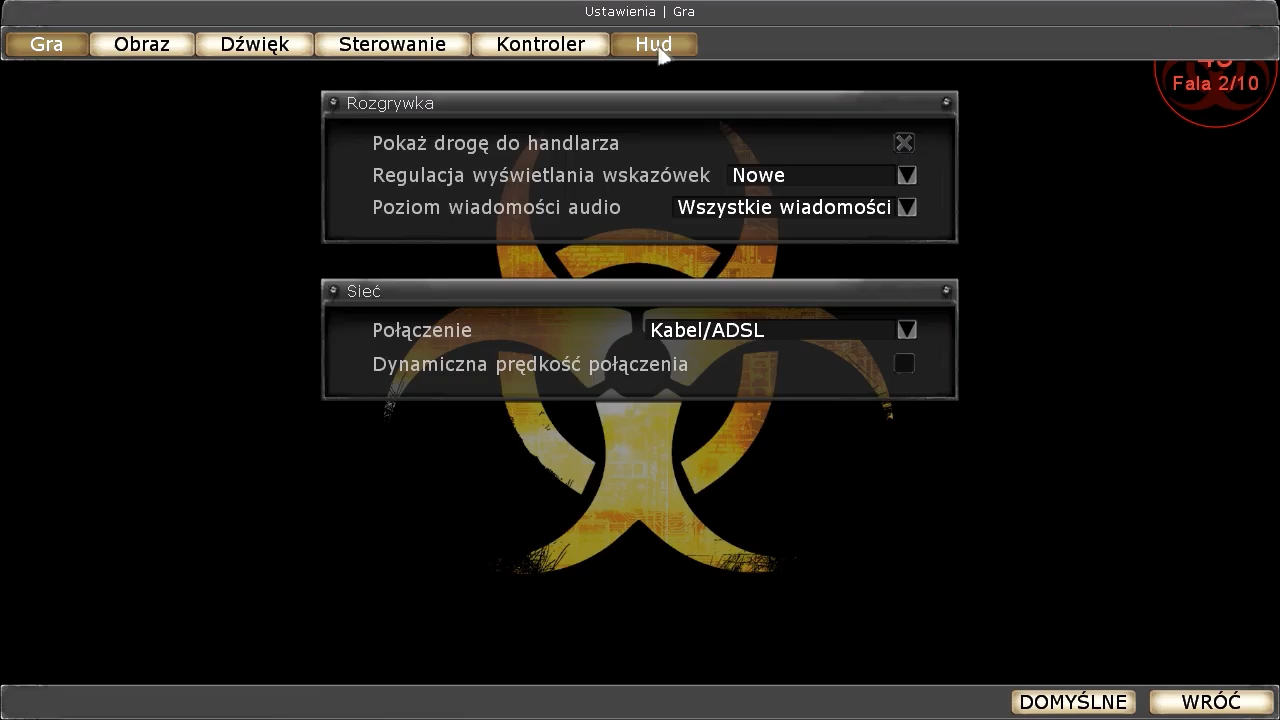 Ustawienia | Gra
Gra Obraz Dźwięk Sterowanie Kontroler Hud
Fala 2/10
Rozgrywka
Pokaż drogę do handlarza
Regulacja wyświetlania wskazówek Nowe
Poziom wiadomości audio Wszystkie wiadomości
Sieć
Połączenie Kabel/ADSL
Dynamiczna prędkość połączenia
DOMYŚLNE WRÓĆ